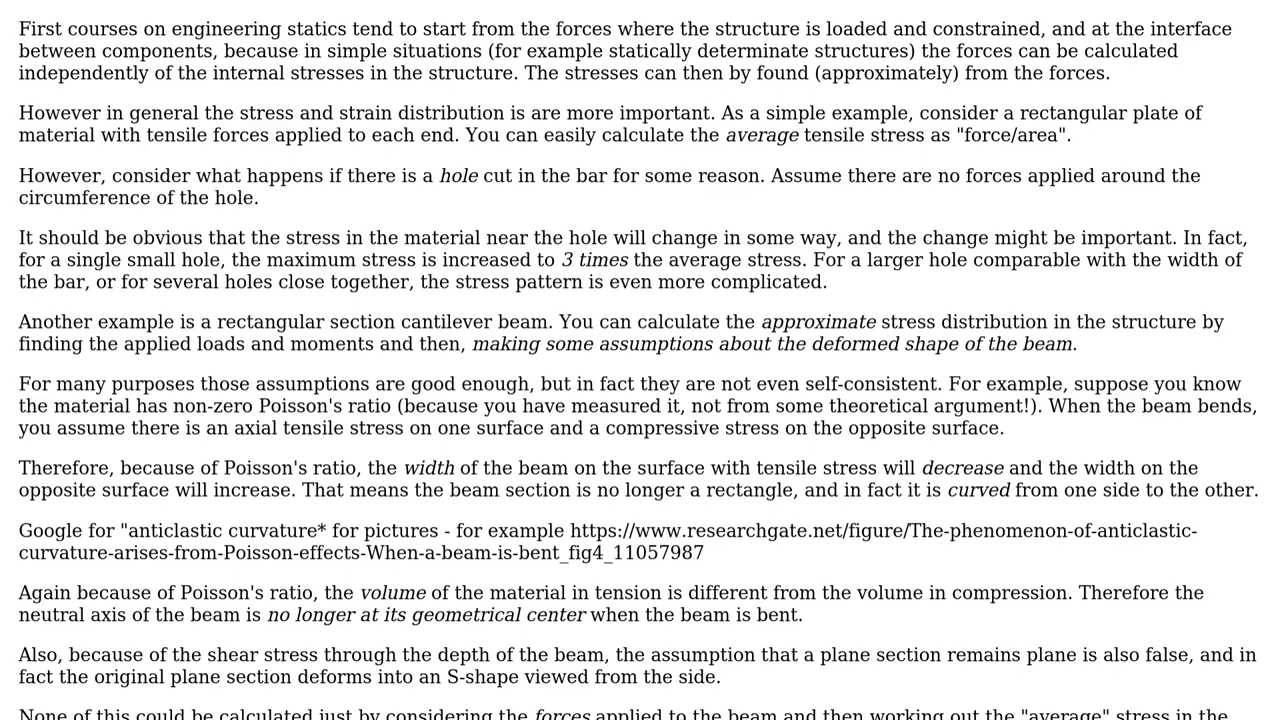 First courses on engineering statics tend to start from the forces where the structure is loaded and constrained, and at the interface
between components, because in simple situations (for example statically determinate structures) the forces can be calculated
independently of the internal stresses in the structure. The stresses can then by found (approximately) from the forces.
However in general the stress and strain distribution is are more important. As a simple example, consider a rectangular plate of
material with tensile forces applied to each end. You can easily calculate the average tensile stress as "force/area".
However, consider what happens if there is a hole cut in the bar for some reason. Assume there are no forces applied around the
circumference of the hole.
It should be obvious that the stress in the material near the hole will change in some way, and the change might be important. In fact,
for a single small hole, the maximum stress is increased to 3 times the average stress. For a larger hole comparable with the width of
the bar, or for several holes close together, the stress pattern is even more complicated.
Another example is a rectangular section cantilever beam. You can calculate the approximate stress distribution in the structure by
finding the applied loads and moments and then, making some assumptions about the deformed shape of the beam.
For many purposes those assumptions are good enough, but in fact they are not even self-consistent. For example, suppose you know
the material has non-zero Poisson's ratio (because you have measured it, not from some theoretical argument!). When the beam bends,
you assume there is an axial tensile stress on one surface and a compressive stress on the opposite surface.
Therefore, because of Poisson's ratio, the width of the beam on the surface with tensile stress will decrease and the width on the
opposite surface will increase. That means the beam section is no longer a rectangle, and in fact it is curved from one side to the other.
Google for "anticlastic curvature* for pictures - for example https://www.researchgate.net/figure/The-phenomenon-of-anticlastic-
curvature-arises-from-Poisson-effects-When-a-beam-is-bent_fig4_11057987
Again because of Poisson's ratio, the volume of the material in tension is different from the volume in compression. Therefore the
neutral axis of the beam is no longer at its geometrical center when the beam is bent.
Also, because of the shear stress through the depth of the beam, the assumption that a plane section remains plane is also false, and in
fact the original plane section deforms into an S-shape viewed from the side.
None of this could be calculated just by considering the forces applied to the beam and then working out the "average" stress in the